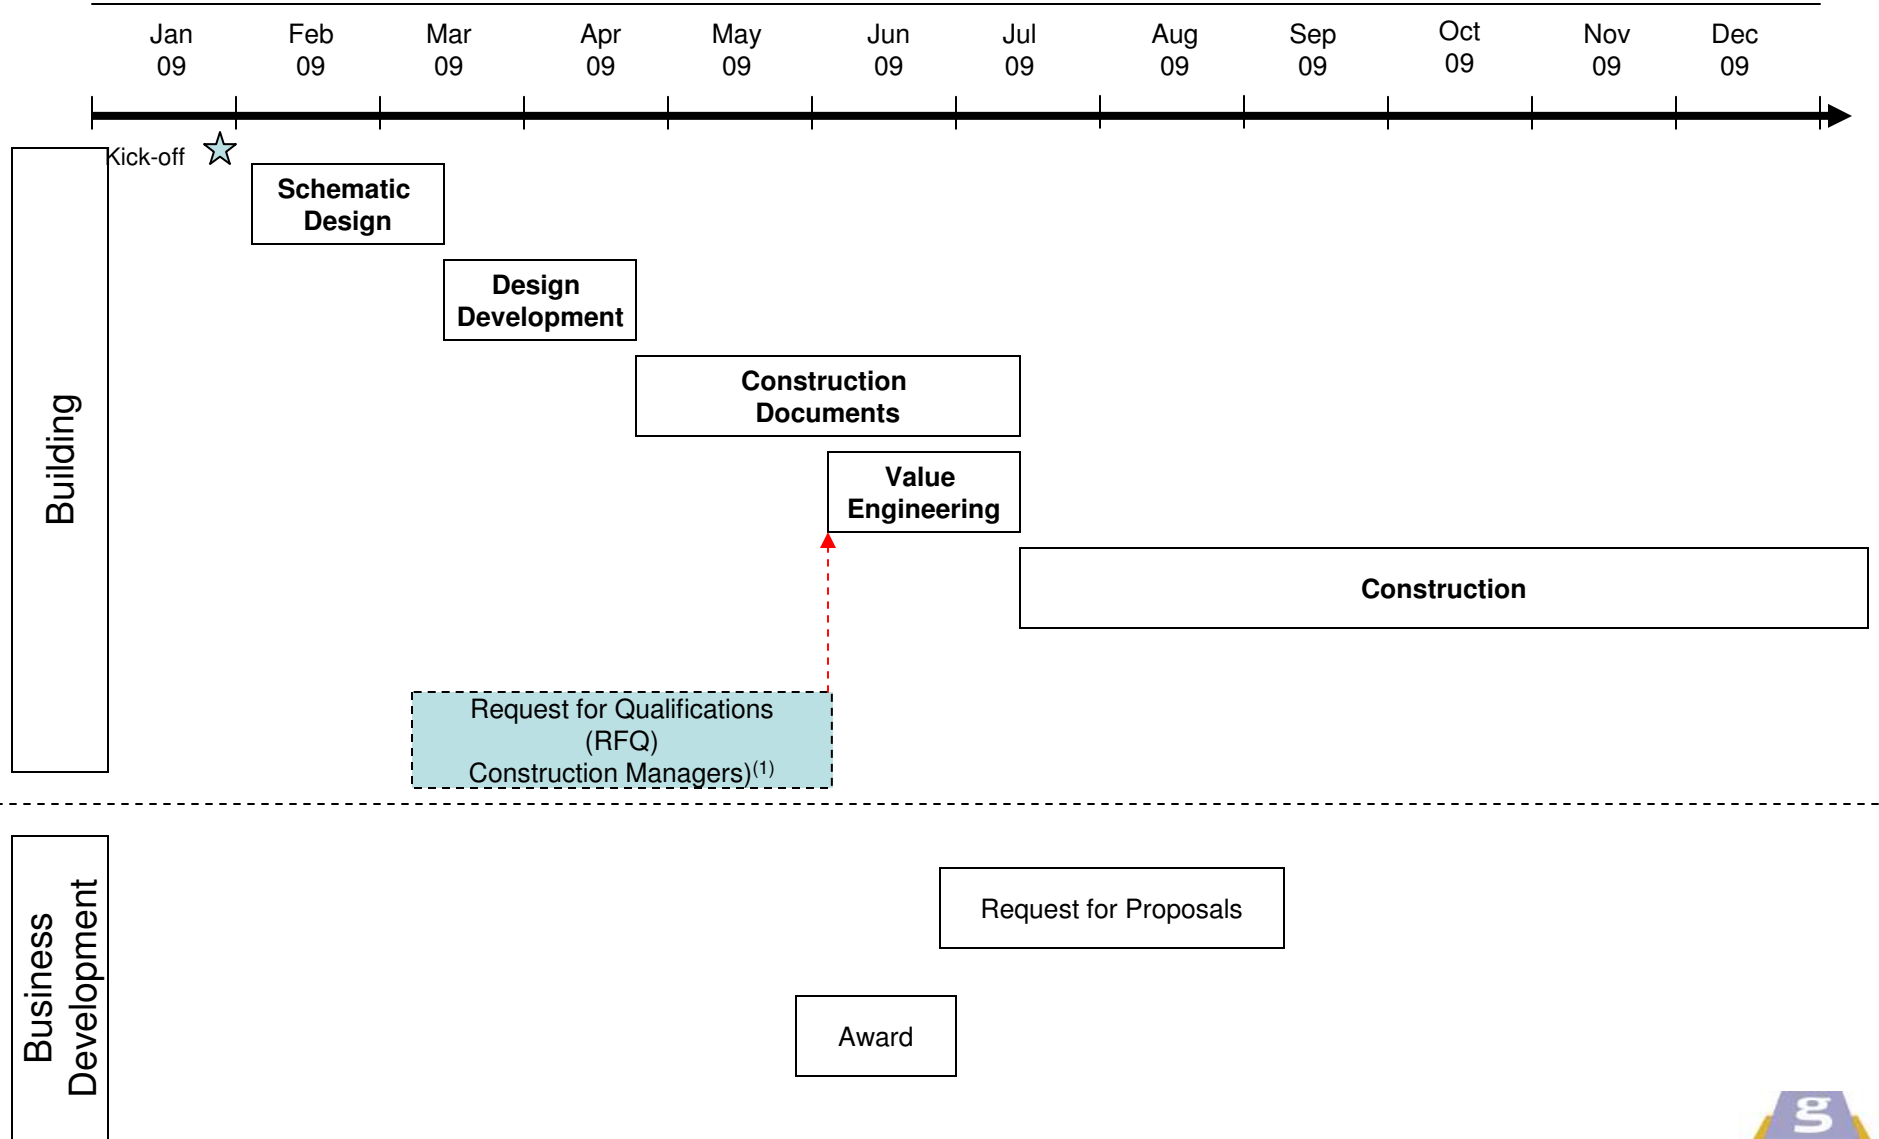 Jan Feb Mar Apr May Jun Jul Aug Sep Oct Nov Dec
09 09 09 09 09 09 09 09 09 09 09 09
Kick-off
Schematic
Design
Design
Development
Construction
Documents
Value
Engineering
Construction
Request for Qualifications
(RFQ)
Construction Managers)(1)
Building
Request for Proposals
Award
Business
Development
g